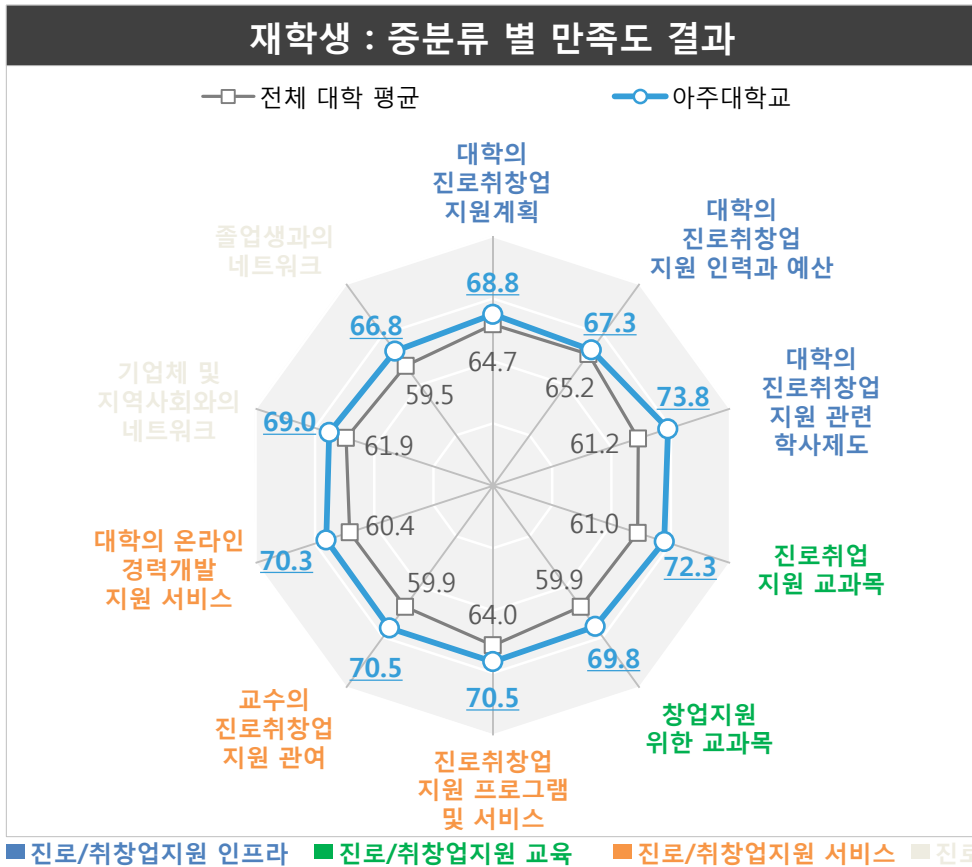 재학생 : 중분류 별 만족도 결과
전체 대학 평균
아주대학교
대학의
진로취창업
지원계획
대학의
진로취창업
지원 인력과 예산
대학의
진로취창업
지원 관련
학사제도
진로취업
지원 교과목
창업지원
위한 교과목
진로취창업
지원 프로그램
및 서비스
교수의
진로취창업
지원 관여
대학의 온라인
경력개발
지원 서비스
기업체 및
지역사회와의
네트워크
졸업생과의
네트워크
68.8
67.3
73.8
72.3
69.8
70.5
70.5
70.3
69.0
66.8
64.7
65.2
61.2
61.0
59.9
64.0
59.9
60.4
61.9
59.5
진로/취창업지원 인프라
진로/취창업지원 교육
진로/취창업지원 서비스
진로